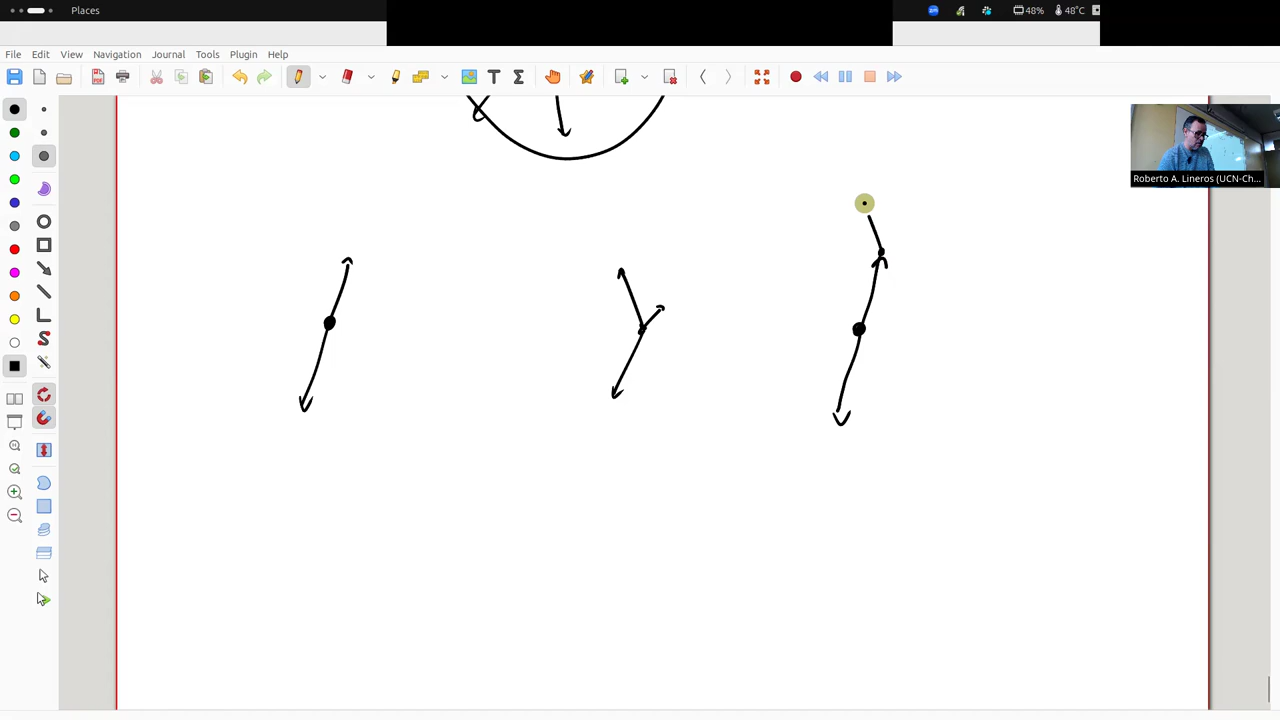 Places
48%
48°C
File Edit View Navigation Journal Tools Plugin Help
Roberto A. Lineros (UCN-Ch...